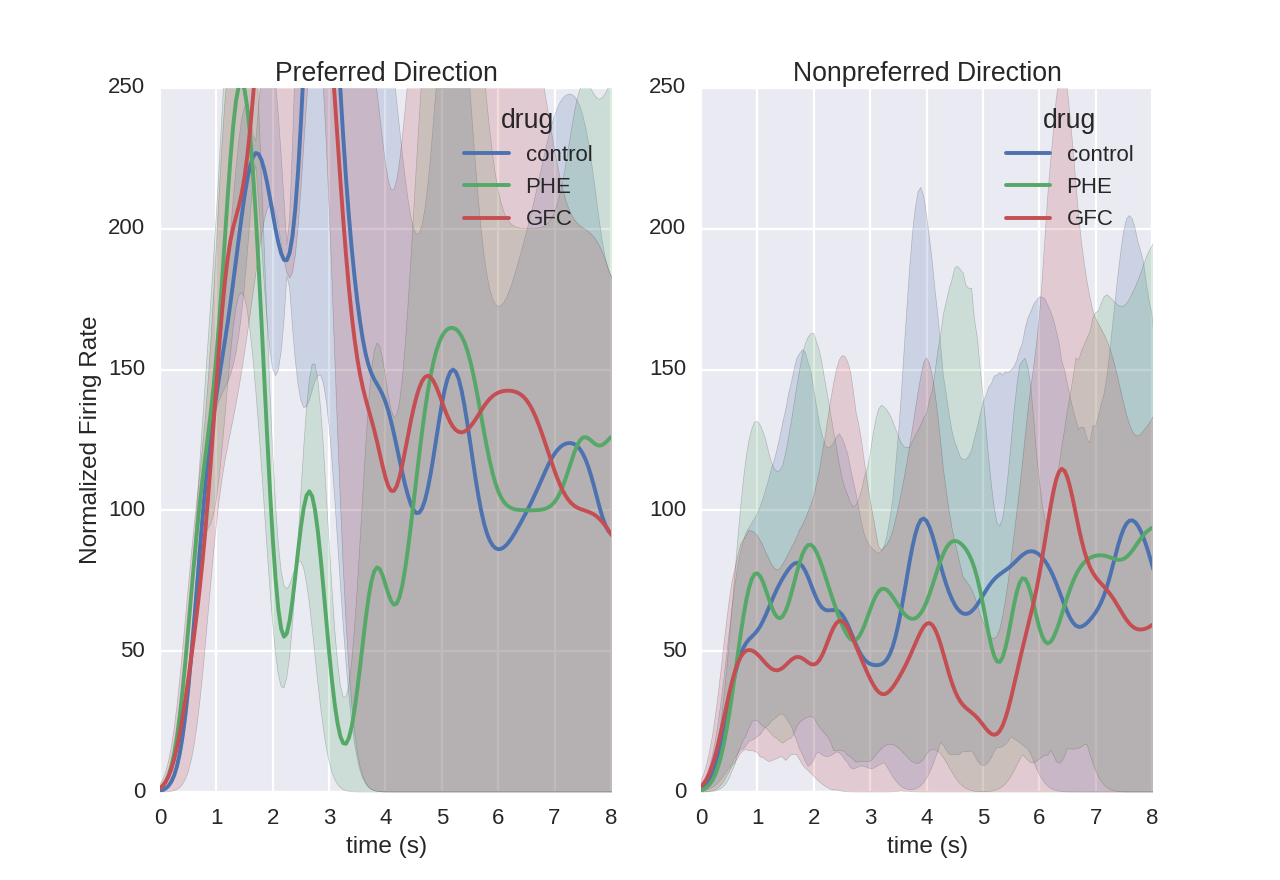 Preferred Direction
Normalized Firing Rate
250
200
150
100
50
0
0 1 2 3 4 5 6 7 8
time (s)
drug
control
PHE
GFC
Nonpreferred Direction
250
200
150
100
50
0
0 1 2 3 4 5 6 7 8
time (s)
drug
control
PHE
GFC